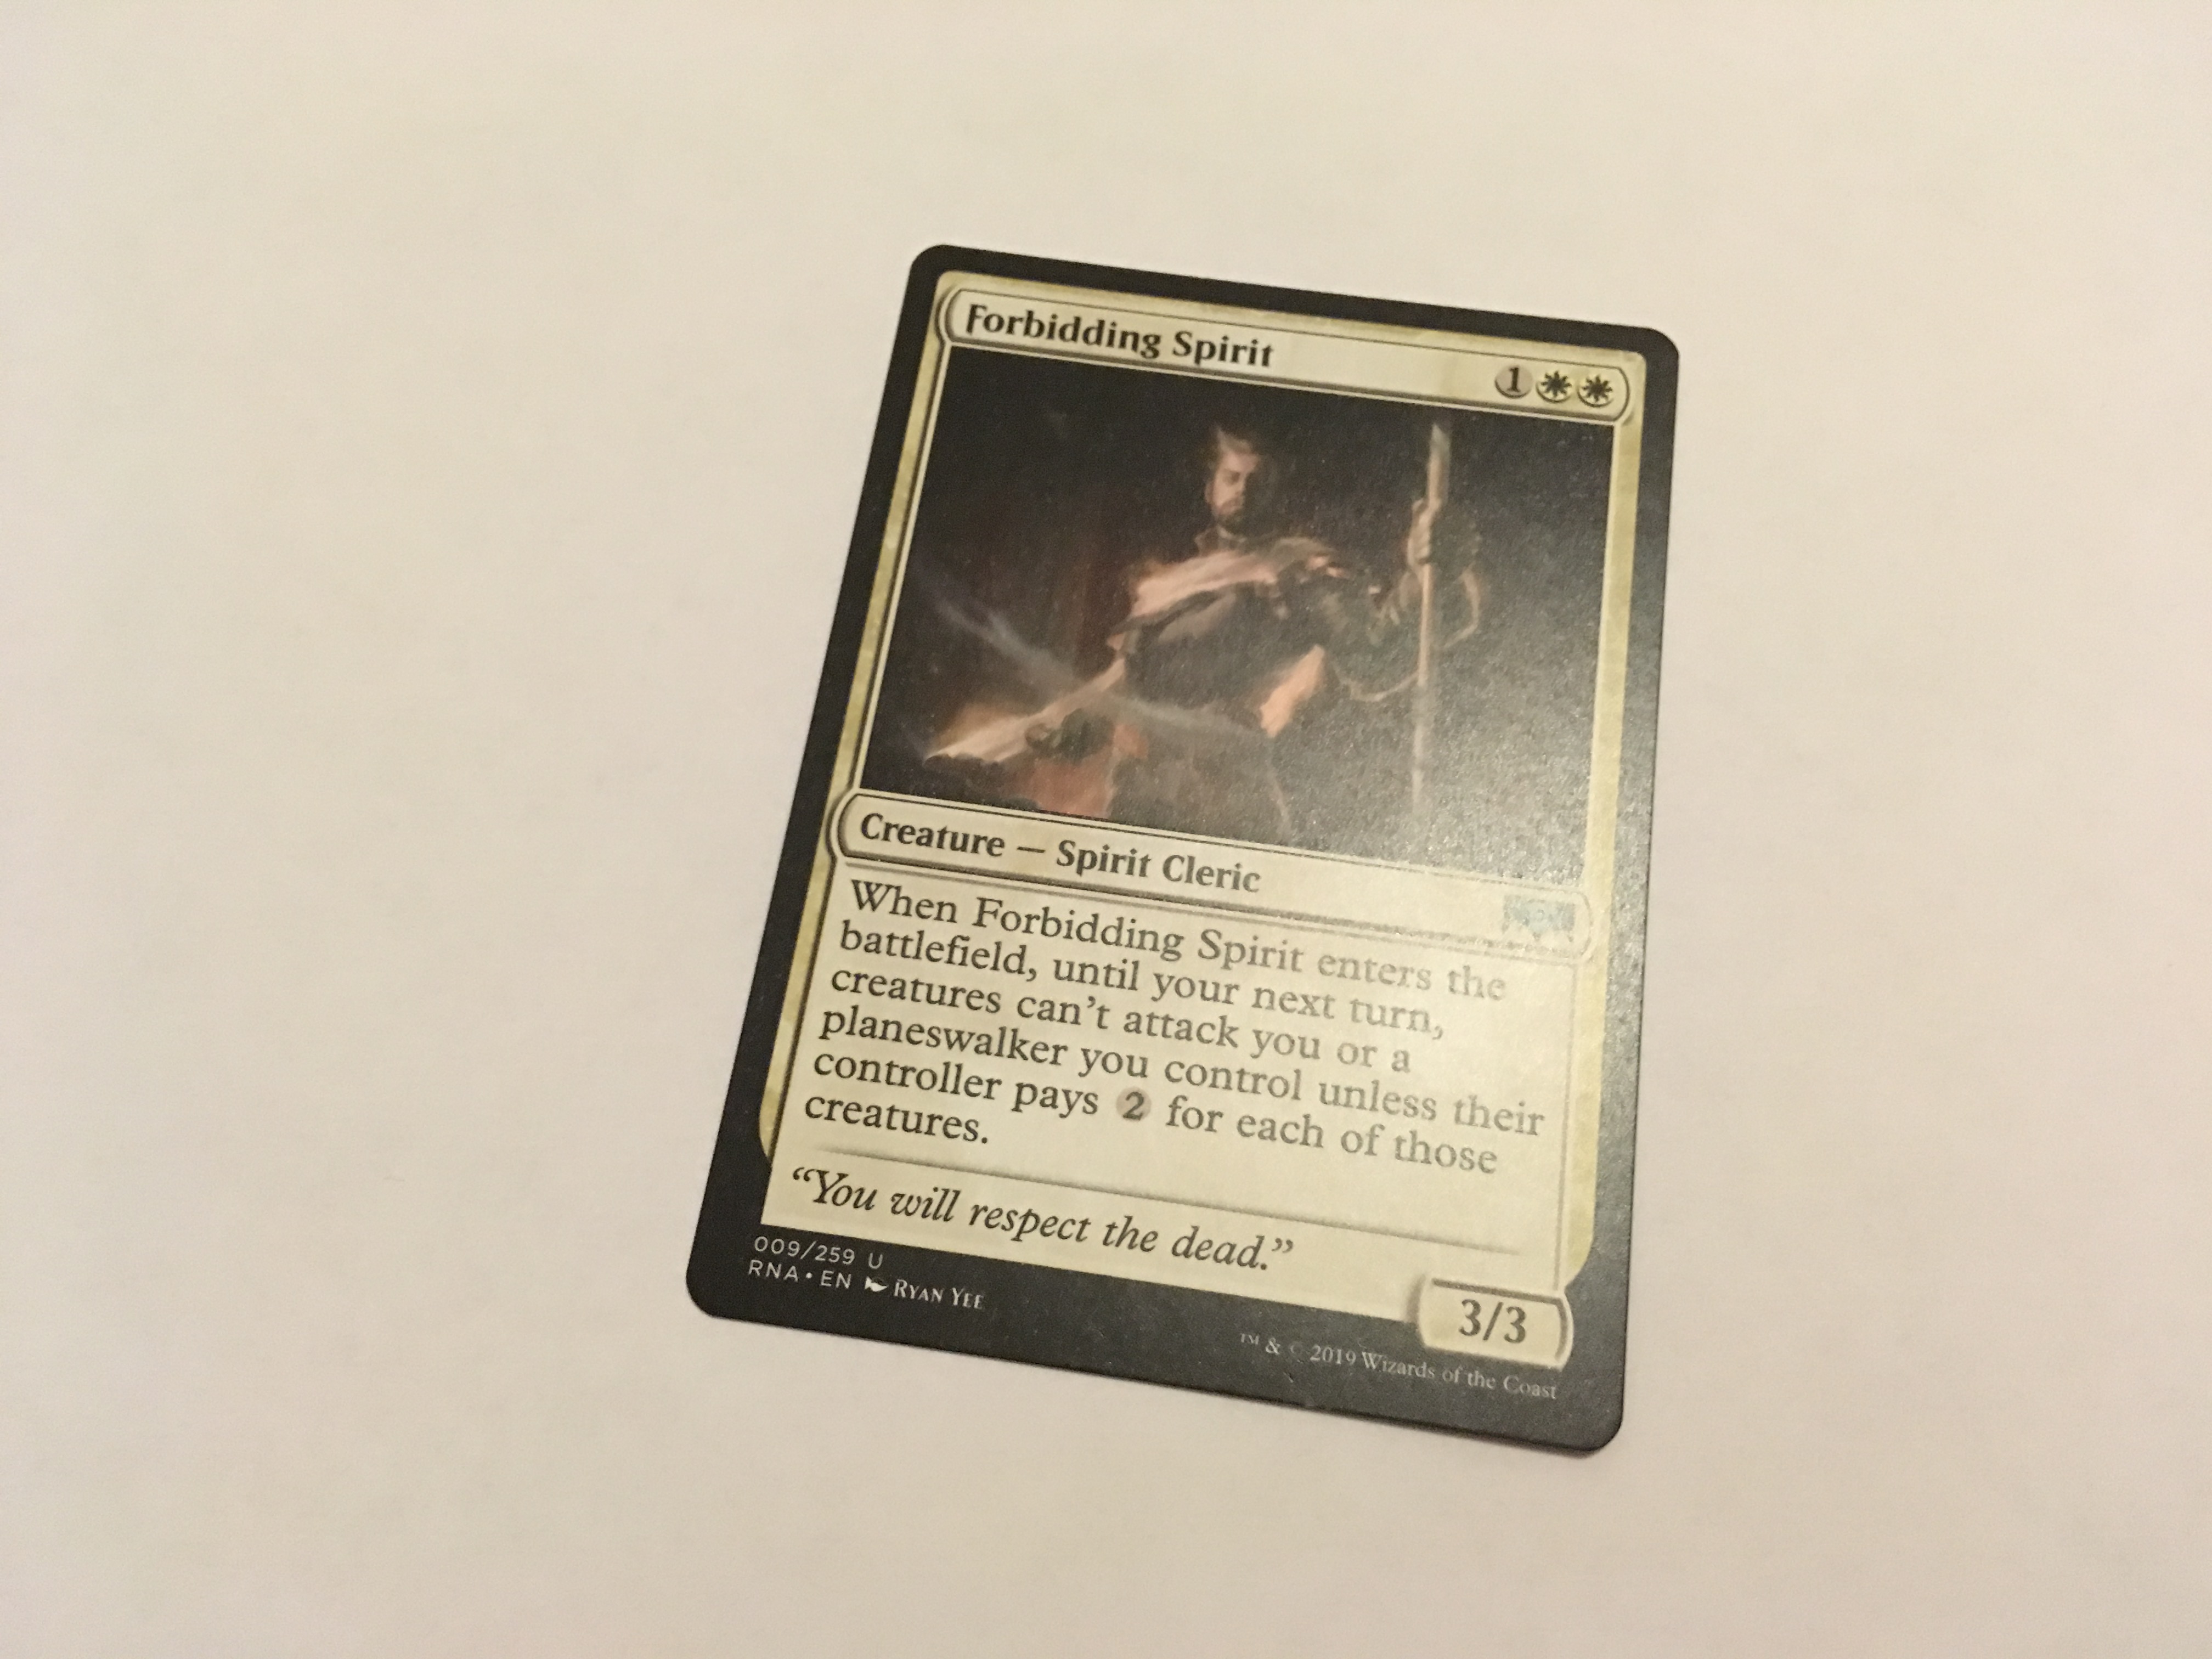 Forbidding Spirit
1
Creature — Spirit Cleric
When Forbidding Spirit enters the
battlefield, until your next turn,
creatures can't attack you or a
planeswalker you control unless their
controller pays 2 for each of those
creatures.
“You will respect the dead.”
009/259 U
RNA • EN Ryan Yee
3/3
™ & © 2019 Wizards of the Coast